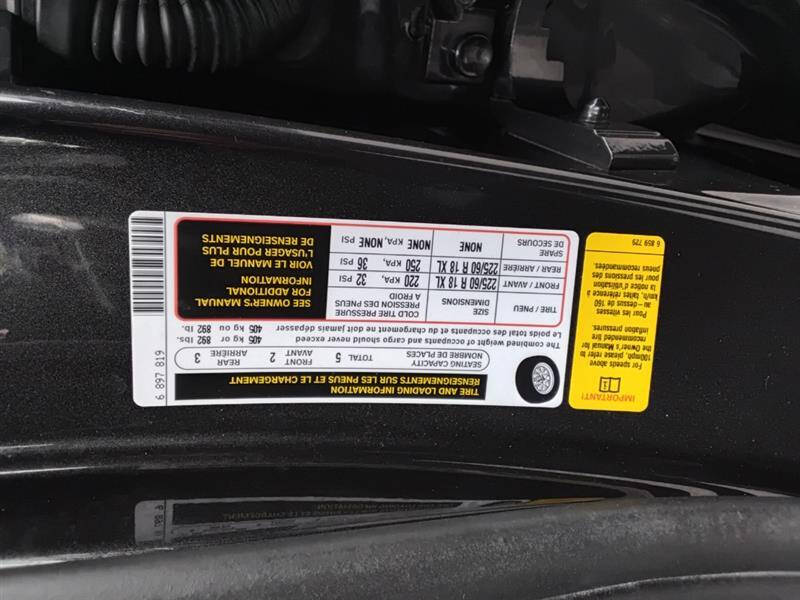 TIRE AND LOADING INFORMATION
RENSEIGNEMENTS SUR LES PNEUS ET LE CHARGEMENT
SEATING CAPACITY
NOMBRE DE PLACES
TOTAL 5
FRONT
AVANT 2
REAR
ARRIÈRE 3
The combined weight of occupants and cargo should never exceed 405 kg or 892 lbs.
Le poids total des occupants et du chargement ne doit jamais dépasser 405 kg ou 892 lb.
TIRE / PNEU
SIZE
DIMENSIONS
COLD TIRE PRESSURE
PRESSION DES PNEUS
A FROID
FRONT / AVANT 225/60 R 18 XL 220 KPA, 32 PSI
REAR / ARRIÈRE 225/60 R 18 XL 250 KPA, 36 PSI
SPARE
DE SECOURS NONE NONE KPA, NONE PSI
SEE OWNER'S MANUAL
FOR ADDITIONAL
INFORMATION
VOIR LE MANUEL DE
L'USAGER POUR PLUS
DE RENSEIGNEMENTS
6 897 819
IMPORTANT!
For speeds above
100mph, please refer to
the Owner's Manual for
recommended tire
inflation pressures.
Pour les vitesses
au - dessus de 160
km/h, faites référence à
la notice d'utilisation
pour les pressions des
pneus recommandées.
6 859 729